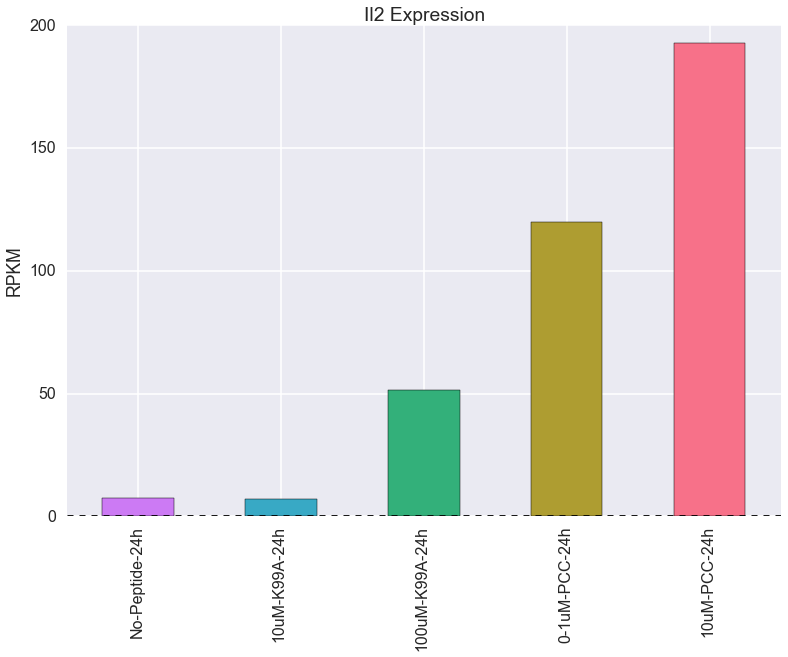 Il2 Expression
200
150
100
50
0
RPKM
No-Peptide-24h
10uM-K99A-24h
100uM-K99A-24h
0-1uM-PCC-24h
10uM-PCC-24h